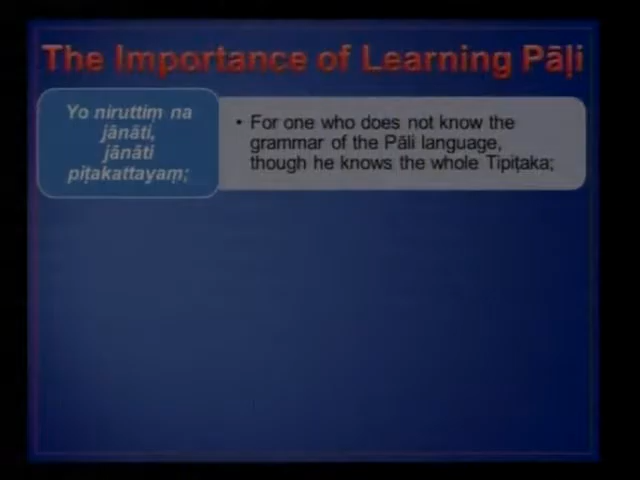 The Importance of Learning Pāḷi
Yo niruttiṃ na
jānāti,
jānāti
piṭakattayaṃ;
• For one who does not know the
grammar of the Pāli language,
though he knows the whole Tipiṭaka;